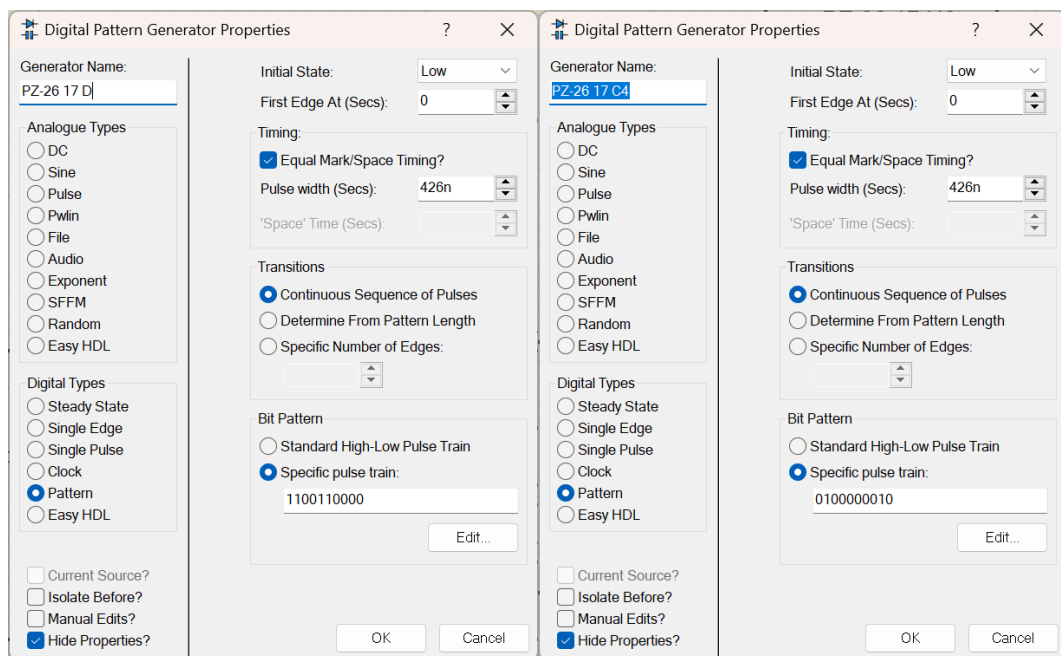 Digital Pattern Generator Properties ? X
Generator Name:
PZ-26 17 D
Analogue Types
DC
Sine
Pulse
Pwlin
File
Audio
Exponent
SFFM
Random
Easy HDL
Digital Types
Steady State
Single Edge
Single Pulse
Clock
Pattern
Easy HDL
Current Source?
Isolate Before?
Manual Edits?
Hide Properties?
Initial State: Low
First Edge At (Secs): 0
Timing:
Equal Mark/Space Timing?
Pulse width (Secs): 426n
'Space' Time (Secs):
Transitions
Continuous Sequence of Pulses
Determine From Pattern Length
Specific Number of Edges:
Bit Pattern
Standard High-Low Pulse Train
Specific pulse train:
1100110000
Edit...
OK Cancel
Digital Pattern Generator Properties ? X
Generator Name:
PZ-26 17 C4
Analogue Types
DC
Sine
Pulse
Pwlin
File
Audio
Exponent
SFFM
Random
Easy HDL
Digital Types
Steady State
Single Edge
Single Pulse
Clock
Pattern
Easy HDL
Current Source?
Isolate Before?
Manual Edits?
Hide Properties?
Initial State: Low
First Edge At (Secs): 0
Timing:
Equal Mark/Space Timing?
Pulse width (Secs): 426n
'Space' Time (Secs):
Transitions
Continuous Sequence of Pulses
Determine From Pattern Length
Specific Number of Edges:
Bit Pattern
Standard High-Low Pulse Train
Specific pulse train:
0100000010
Edit...
OK Cancel